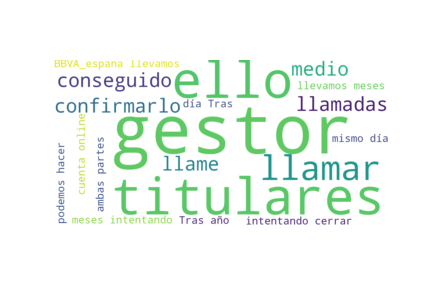 BBVA_espana llevamos
conseguido
ello
medio
llevamos meses
confirmarlo
día Tras
llamadas
gestor
mismo día
cuenta online
podemos hacer
ambas partes
llame
llamar
titulares
meses intentando
Tras año
intentando cerrar